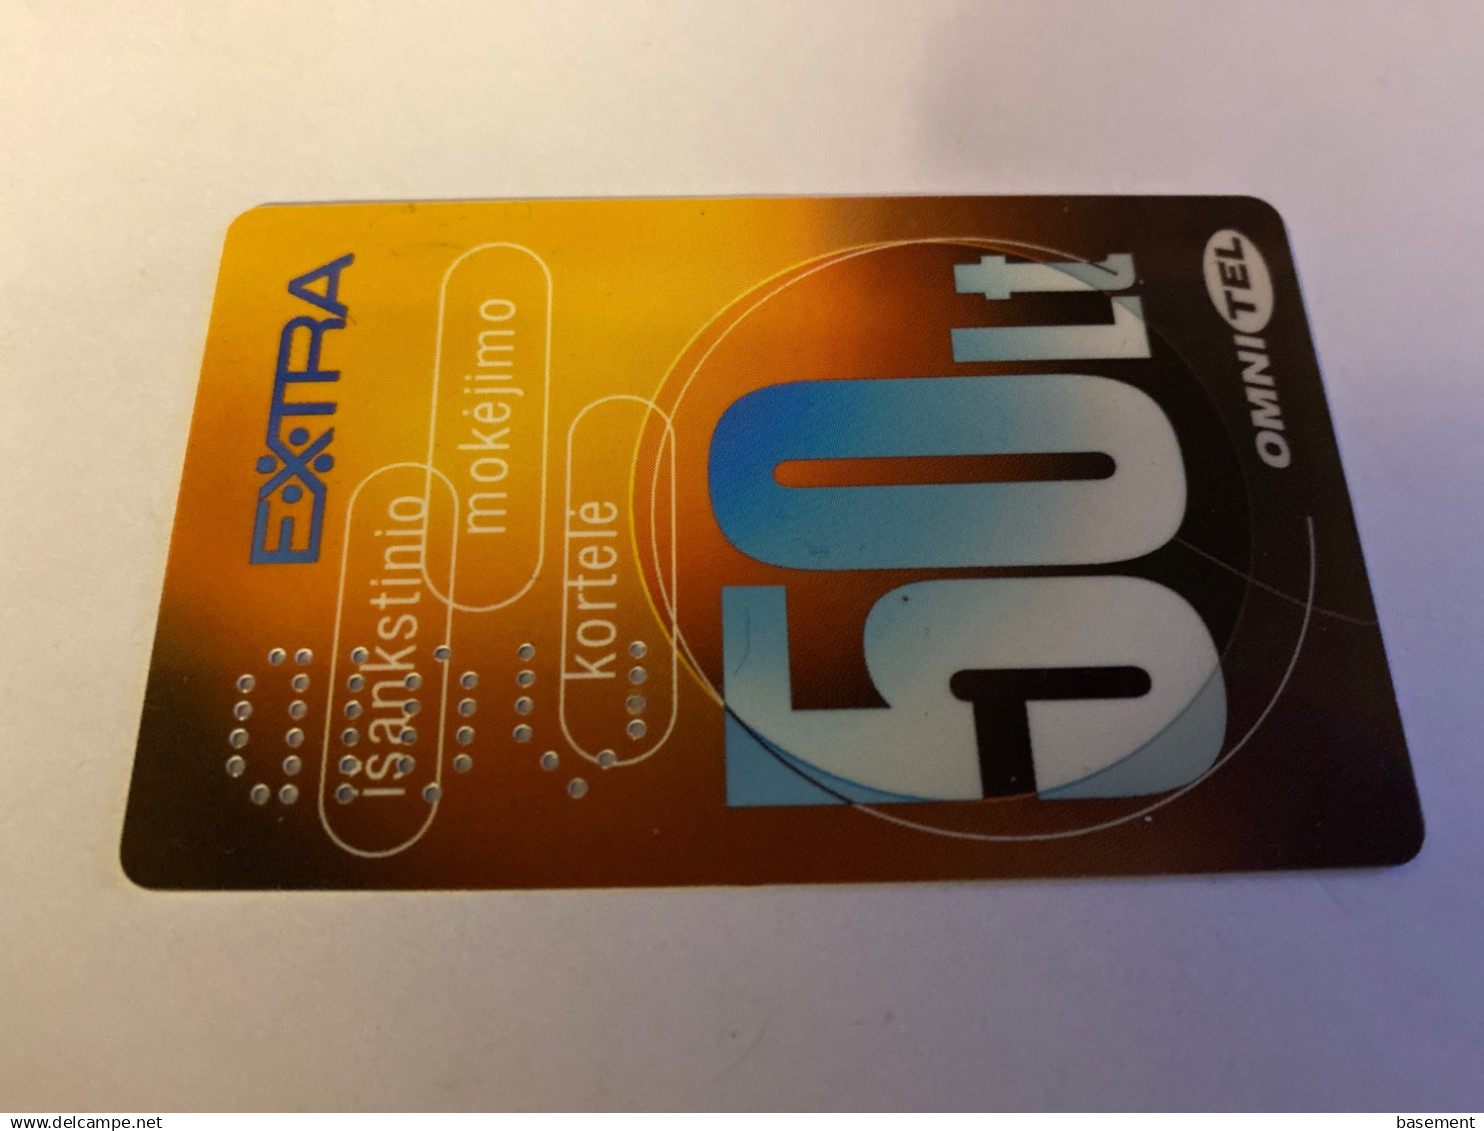 EXTRA
išankstinio
mokėjimo
kortelė
50Lt
OMNITEL
www.delcampe.net
basement